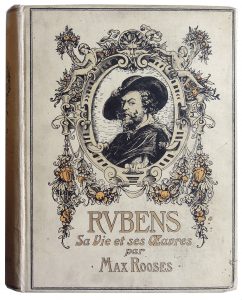 RVBENS
Sa Vie et ses Œuvres
par
MAX ROOSES